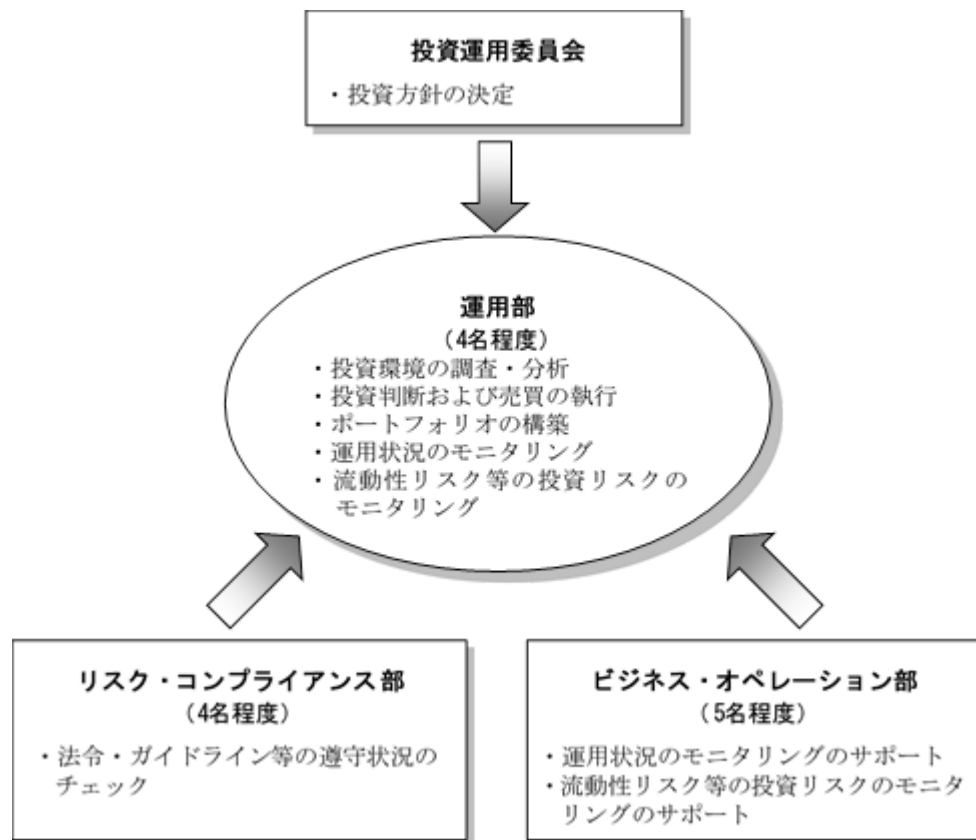 投資運用委員会
・投資方針の決定
運用部
（4名程度）
・投資環境の調査・分析
・投資判断および売買の執行
・ポートフォリオの構築
・運用状況のモニタリング
・流動性リスク等の投資リスクの
モニタリング
リスク・コンプライアンス部
（4名程度）
・法令・ガイドライン等の遵守状況の
チェック
ビジネス・オペレーション部
（5名程度）
・運用状況のモニタリングのサポート
・流動性リスク等の投資リスクのモニタ
リングのサポート